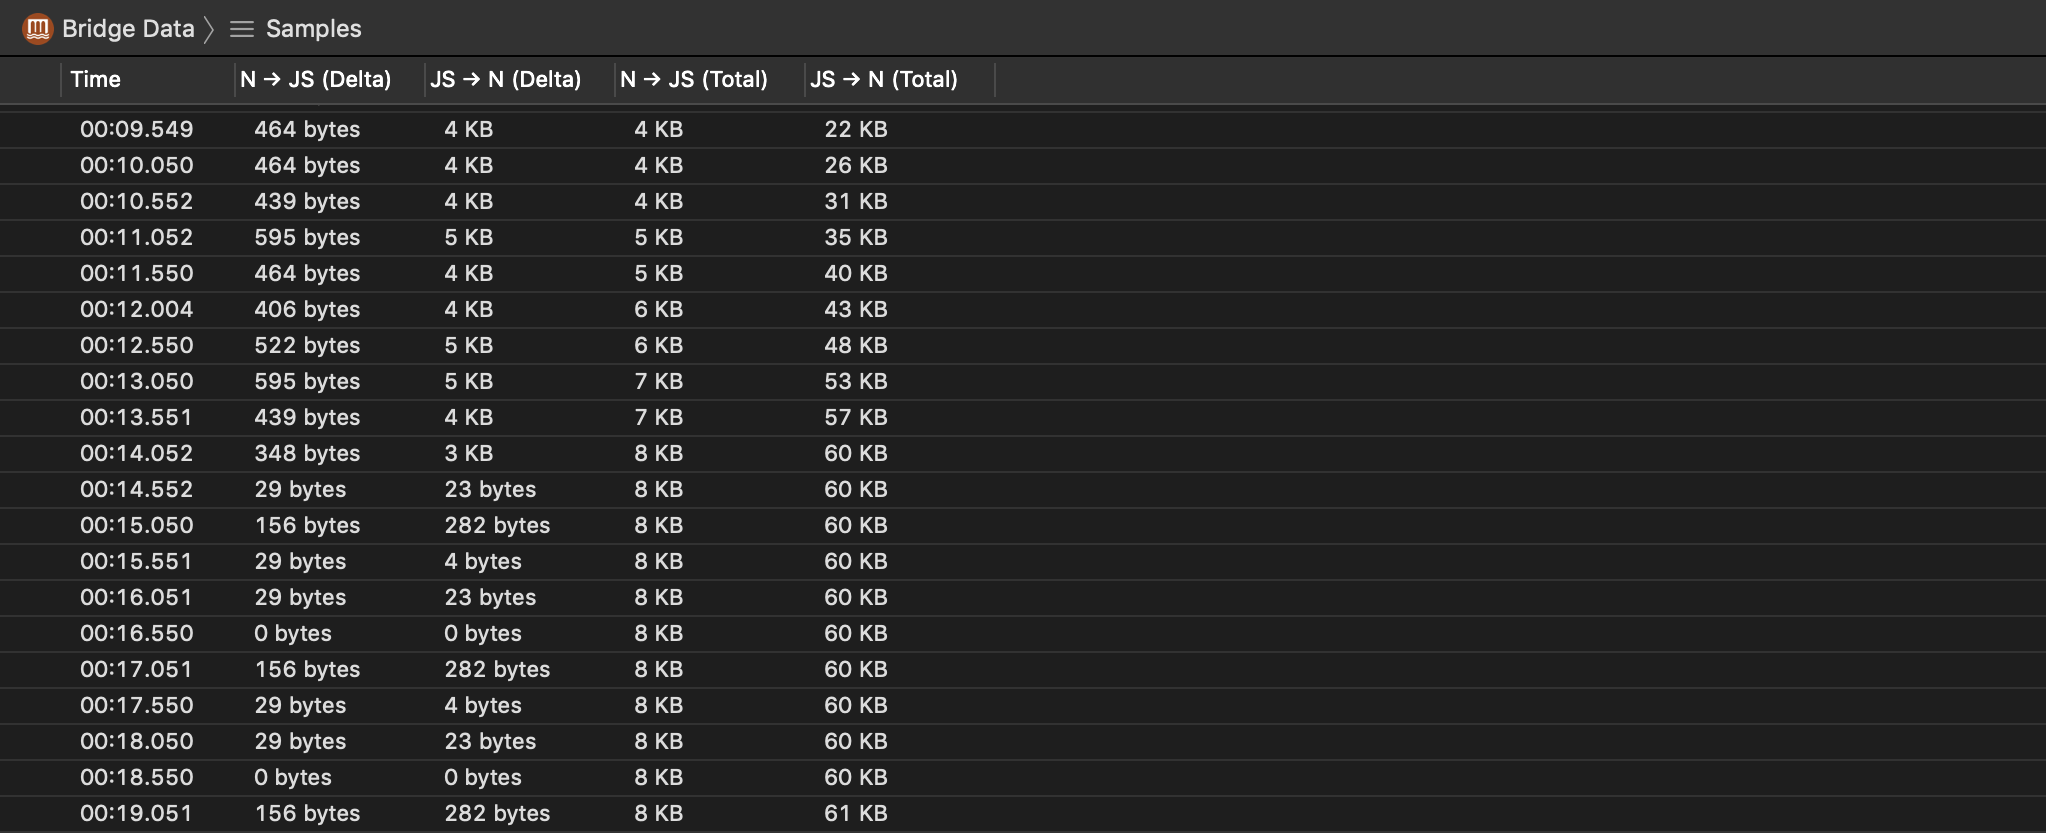 Bridge Data Samples
Time N → JS (Delta) JS → N (Delta) N → JS (Total) JS → N (Total)
00:09.549 464 bytes 4 KB 4 KB 22 KB
00:10.050 464 bytes 4 KB 4 KB 26 KB
00:10.552 439 bytes 4 KB 4 KB 31 KB
00:11.052 595 bytes 5 KB 5 KB 35 KB
00:11.550 464 bytes 4 KB 5 KB 40 KB
00:12.004 406 bytes 4 KB 6 KB 43 KB
00:12.550 522 bytes 5 KB 6 KB 48 KB
00:13.050 595 bytes 5 KB 7 KB 53 KB
00:13.551 439 bytes 4 KB 7 KB 57 KB
00:14.052 348 bytes 3 KB 8 KB 60 KB
00:14.552 29 bytes 23 bytes 8 KB 60 KB
00:15.050 156 bytes 282 bytes 8 KB 60 KB
00:15.551 29 bytes 4 bytes 8 KB 60 KB
00:16.051 29 bytes 23 bytes 8 KB 60 KB
00:16.550 0 bytes 0 bytes 8 KB 60 KB
00:17.051 156 bytes 282 bytes 8 KB 60 KB
00:17.550 29 bytes 4 bytes 8 KB 60 KB
00:18.050 29 bytes 23 bytes 8 KB 60 KB
00:18.550 0 bytes 0 bytes 8 KB 60 KB
00:19.051 156 bytes 282 bytes 8 KB 61 KB